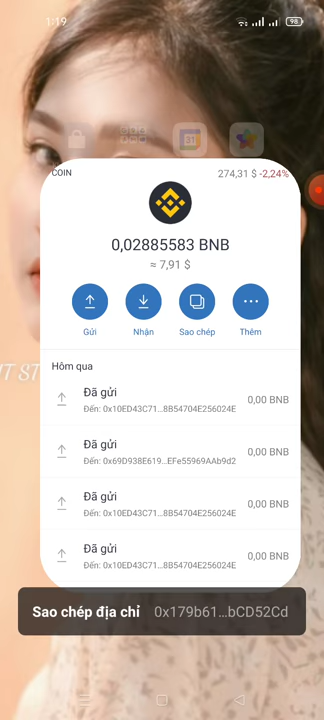 1:19
98
31
COIN
274,31 $ -2,24%
0,02885583 BNB
≈ 7,91 $
Gửi
Nhận
Sao chép
Thêm
Hôm qua
Đã gửi
0,00 BNB
Đến: 0x10ED43C71...8B54704E256024E
Đã gửi
0,00 BNB
Đến: 0x69D938E619...EFe55969AAb9d2
Đã gửi
0,00 BNB
Đến: 0x10ED43C71...8B54704E256024E
Đã gửi
0,00 BNB
Đến: 0x10ED43C71...8B54704E256024E
Sao chép địa chỉ 0x179b61...bCD52Cd